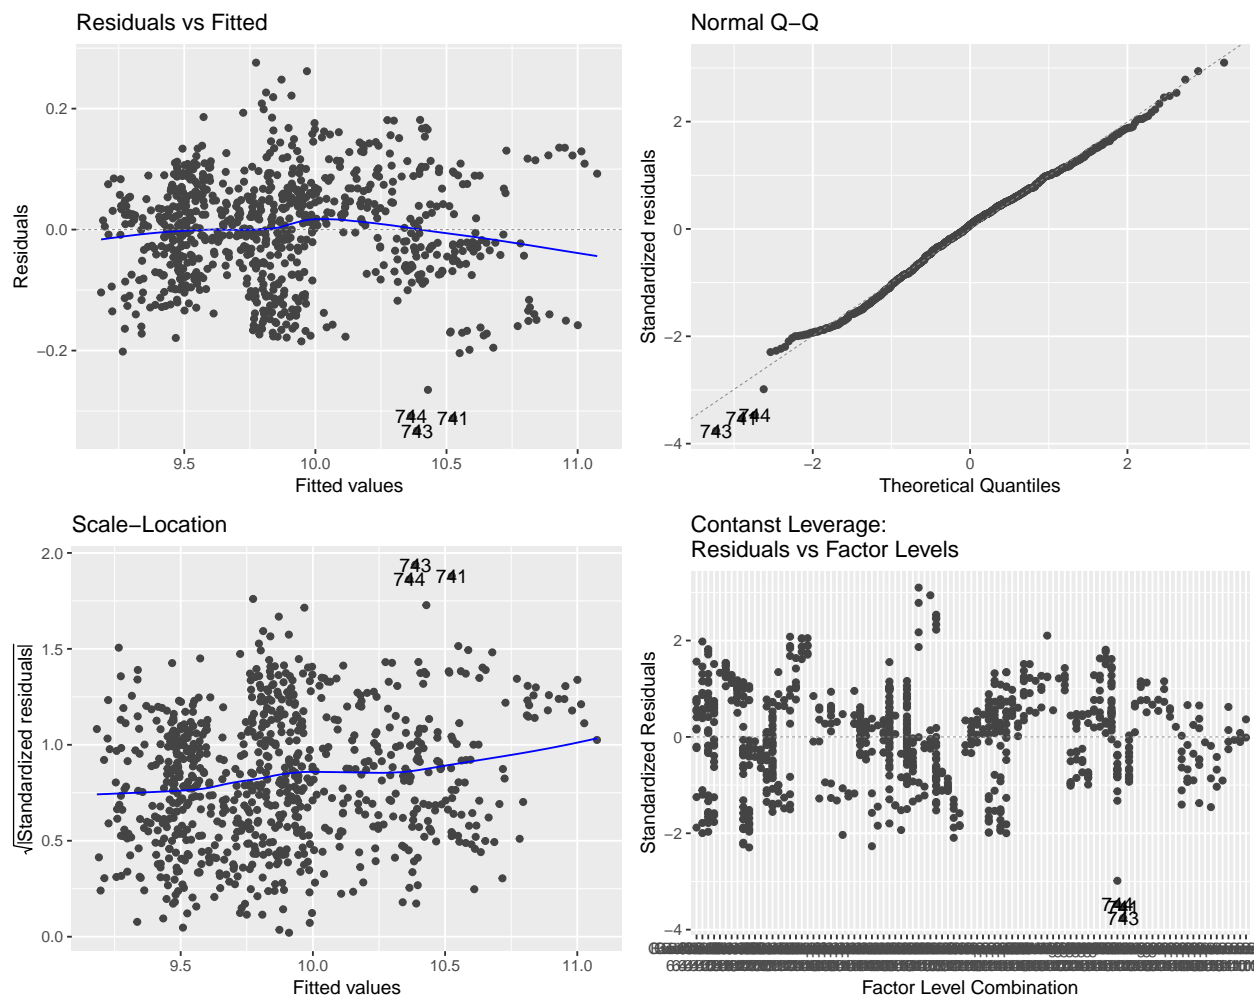 Residuals vs Fitted
Residuals
0.2
0.0
−0.2
744
741
743
9.5 10.0 10.5 11.0
Fitted values
Normal Q−Q
Standardized residuals
2
0
−2
−4
743
741
744
−2 0 2
Theoretical Quantiles
Scale−Location
√|Standardized residuals|
2.0
1.5
1.0
0.5
0.0
743
744
741
9.5 10.0 10.5 11.0
Fitted values
Contanst Leverage:
Residuals vs Factor Levels
Standardized Residuals
2
0
−2
−4
744
741
743
Factor Level Combination